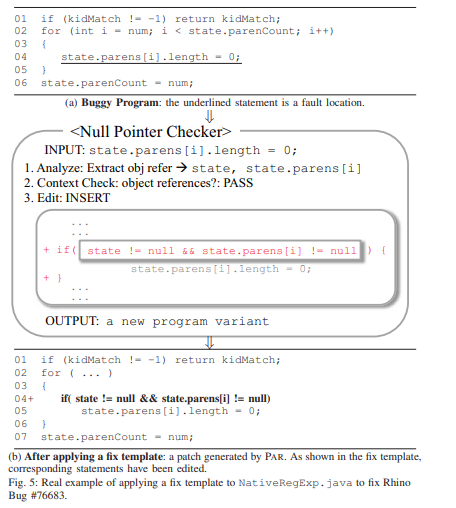 01 if (kidMatch != -1) return kidMatch;
02 for (int i = num; i < state.parenCount; i++)
03 {
04 state.parens[i].length = 0;
05 }
06 state.parenCount = num;
(a) Buggy Program: the underlined statement is a fault location.
⇓
<Null Pointer Checker>
INPUT: state.parens[i].length = 0;
1. Analyze: Extract obj refer → state, state.parens[i]
2. Context Check: object references?: PASS
3. Edit: INSERT
...
...
+ if( state != null && state.parens[i] != null ) {
state.parens[i].length = 0;
+ }
...
...
OUTPUT: a new program variant
⇓
01 if (kidMatch != -1) return kidMatch;
02 for ( ... )
03 {
04+ if( state != null && state.parens[i] != null)
05 state.parens[i].length = 0;
06 }
07 state.parenCount = num;
(b) After applying a fix template: a patch generated by PAR. As shown in the fix template,
corresponding statements have been edited.
Fig. 5: Real example of applying a fix template to NativeRegExp.java to fix Rhino
Bug #76683.